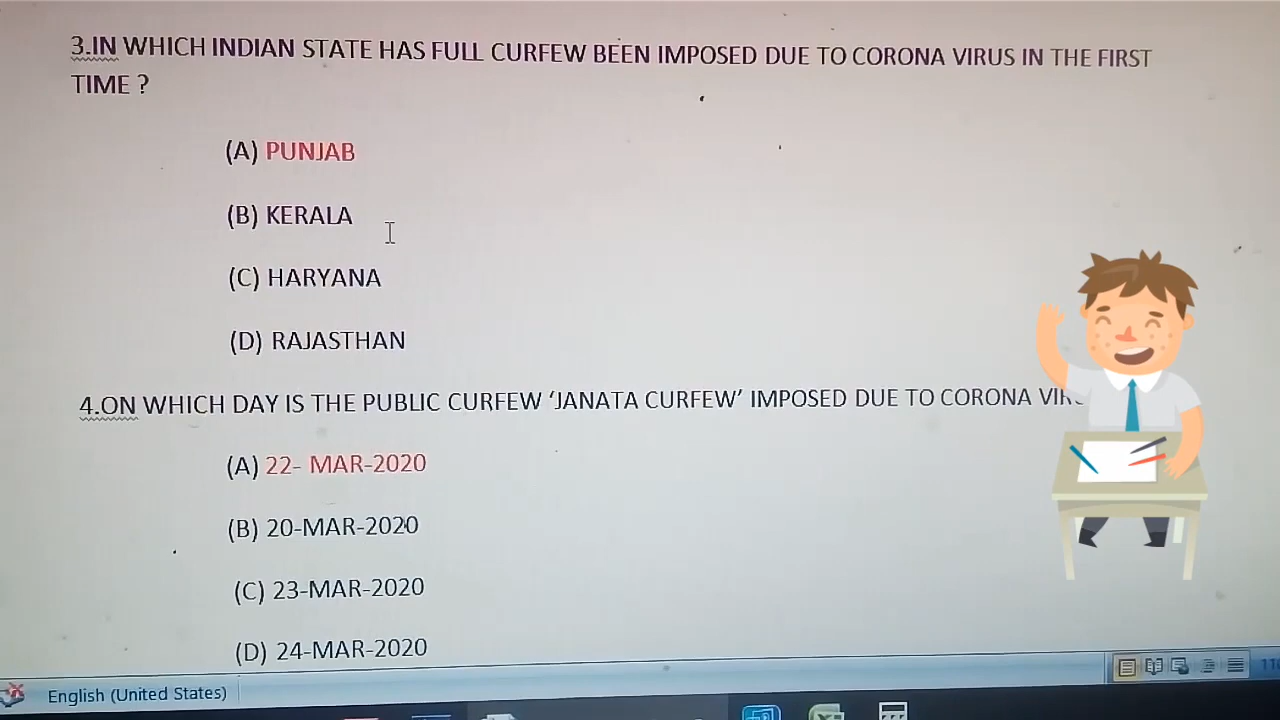 3.IN WHICH INDIAN STATE HAS FULL CURFEW BEEN IMPOSED DUE TO CORONA VIRUS IN THE FIRST
TIME ?
(A) PUNJAB
(B) KERALA
(C) HARYANA
(D) RAJASTHAN
4.ON WHICH DAY IS THE PUBLIC CURFEW ‘JANATA CURFEW’ IMPOSED DUE TO CORONA
(A) 22- MAR-2020
(B) 20-MAR-2020
(C) 23-MAR-2020
(D) 24-MAR-2020
English (United States)